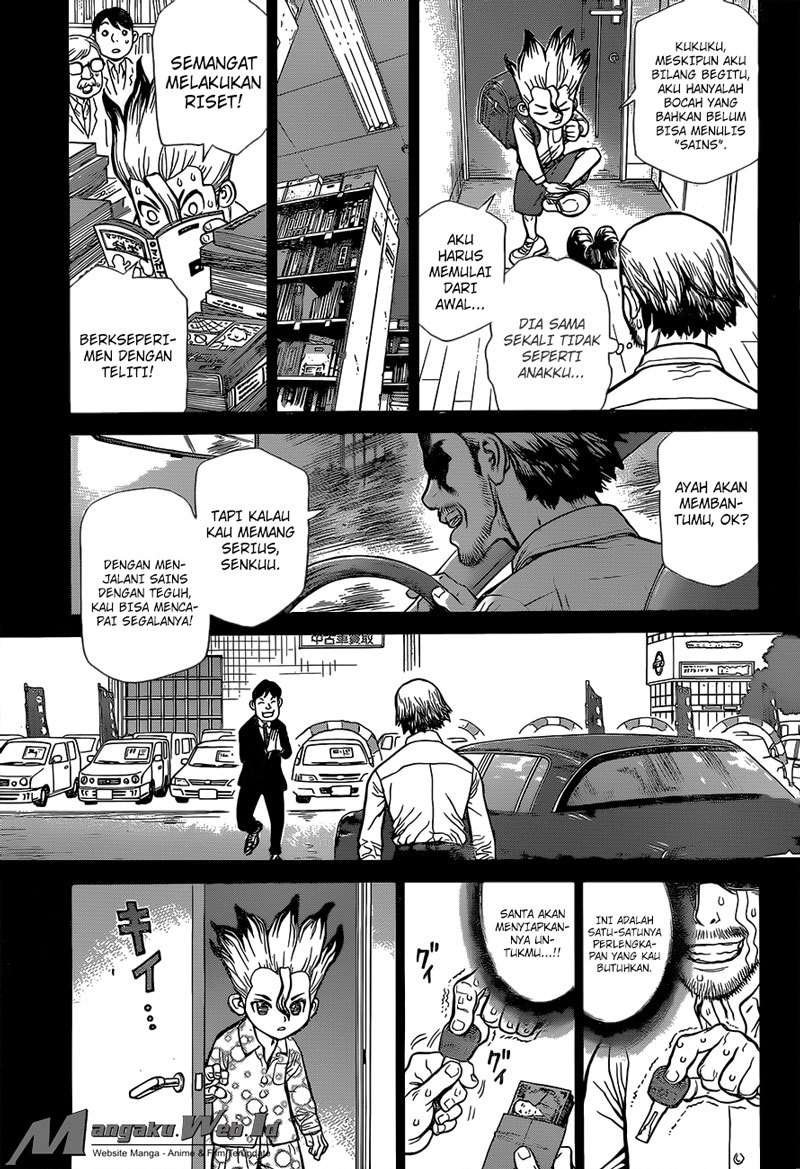 KUKUKU,
MESKIPUN AKU
BILANG BEGITU,
AKU HANYALAH
BOCAH YANG
BAHKAN BELUM
BISA MENULIS
"SAINS".
AKU
HARUS
MEMULAI
DARI
AWAL...
DIA SAMA
SEKALI TIDAK
SEPERTI
ANAKKU...
SEMANGAT
MELAKUKAN
RISET!
BERKSEPERI-
MEN DENGAN
TELITI!
AYAH AKAN
MEMBAN-
TUMU, OK?
TAPI KALAU
KAU MEMANG
SERIUS,
SENKUU.
DENGAN MEN-
JALANI SAINS
DENGAN TEGUH,
KAU BISA MENCA-
PAI SEGALANYA!
中古車買取
INI ADALAH
SATU-SATUNYA
PERLENGKA-
PAN YANG KAU
BUTUHKAN.
SANTA AKAN
MENYIAPKAN-
NYA UN-
TUKMU...!!
グイ
グイ
キィ...
Mangaku.Web.Id
Website Manga - Anime & Film Terupdate